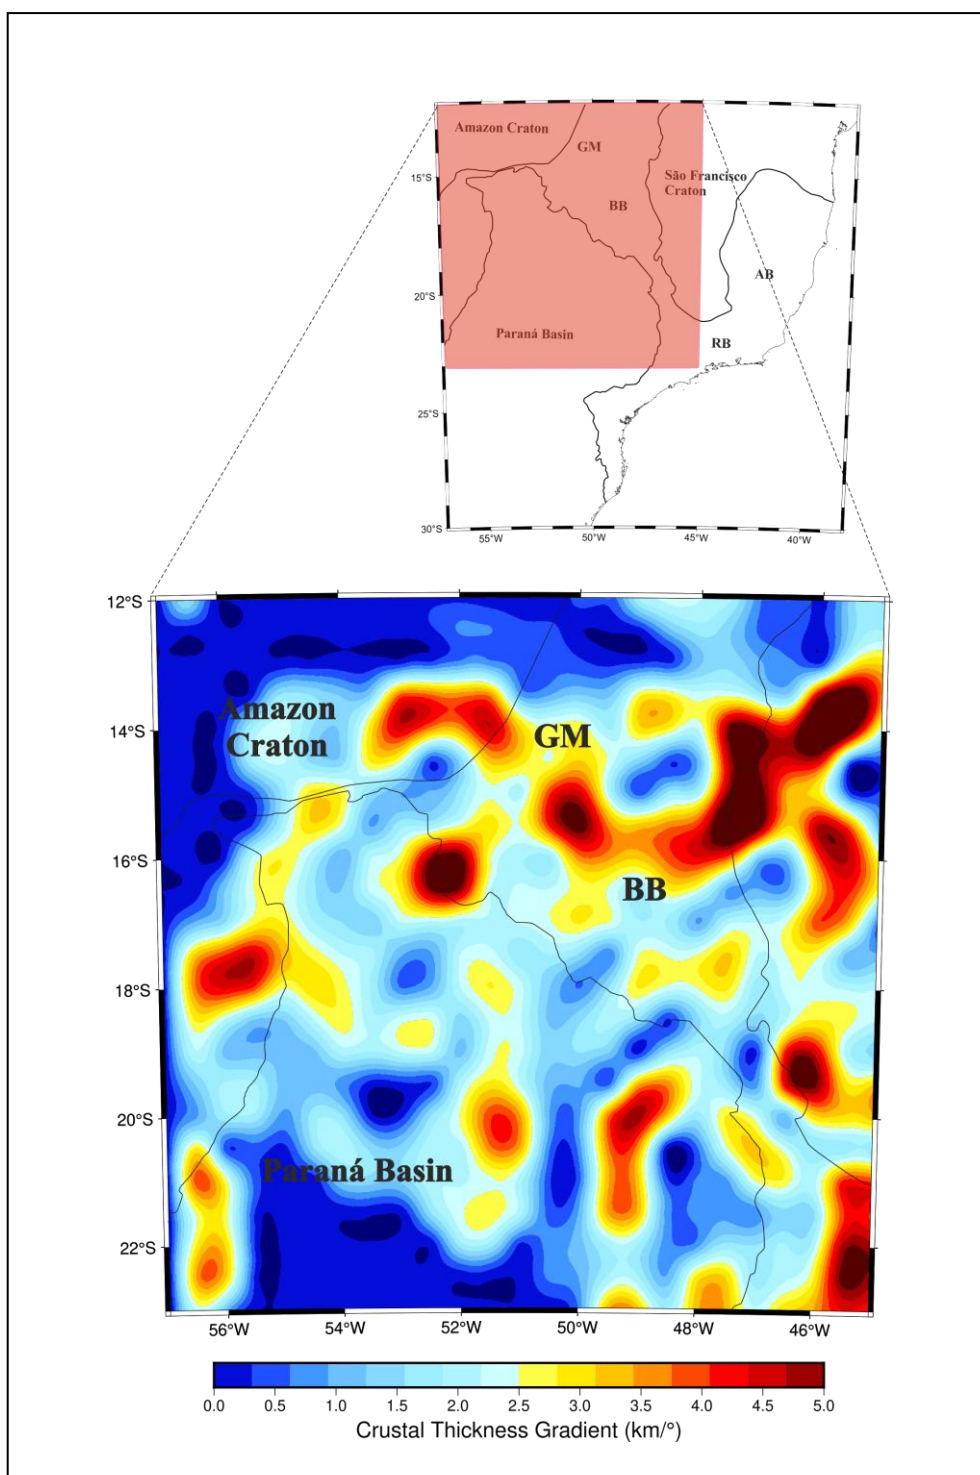 Amazon Craton
GM
15°S
São Francisco
Craton
BB
AB
20°S
Paraná Basin
RB
25°S
30°S
55°W 50°W 45°W 40°W
12°S
Amazon
Craton
14°S
GM
16°S
BB
18°S
20°S
Paraná Basin
22°S
56°W 54°W 52°W 50°W 48°W 46°W
0.0 0.5 1.0 1.5 2.0 2.5 3.0 3.5 4.0 4.5 5.0
Crustal Thickness Gradient (km/°)